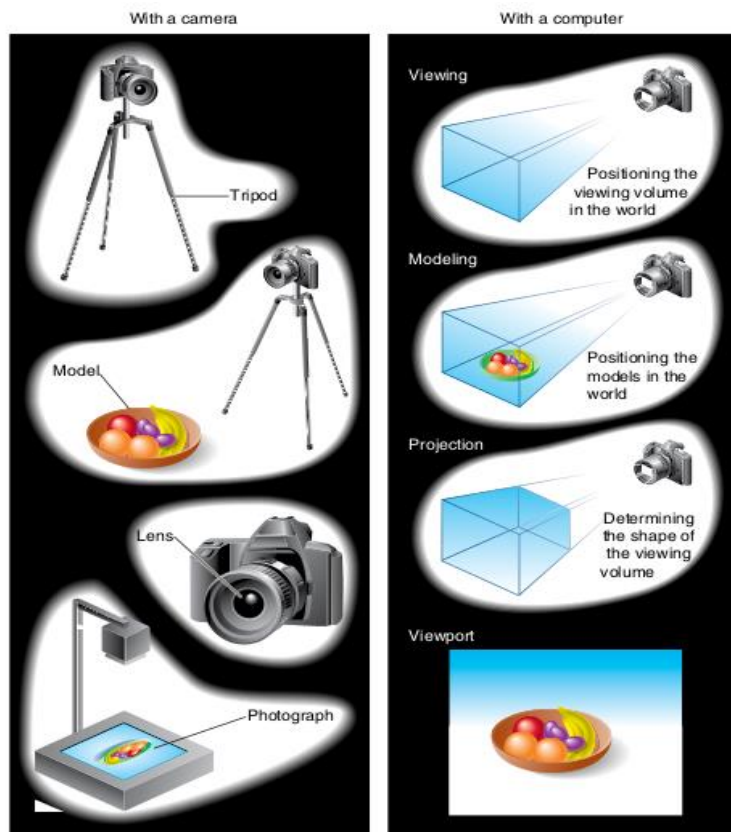 With a camera
Tripod
Model
Lens
Photograph
With a computer
Viewing
Positioning the
viewing volume
in the world
Modeling
Positioning the
models in the
world
Projection
Determining
the shape of
the viewing
volume
Viewport